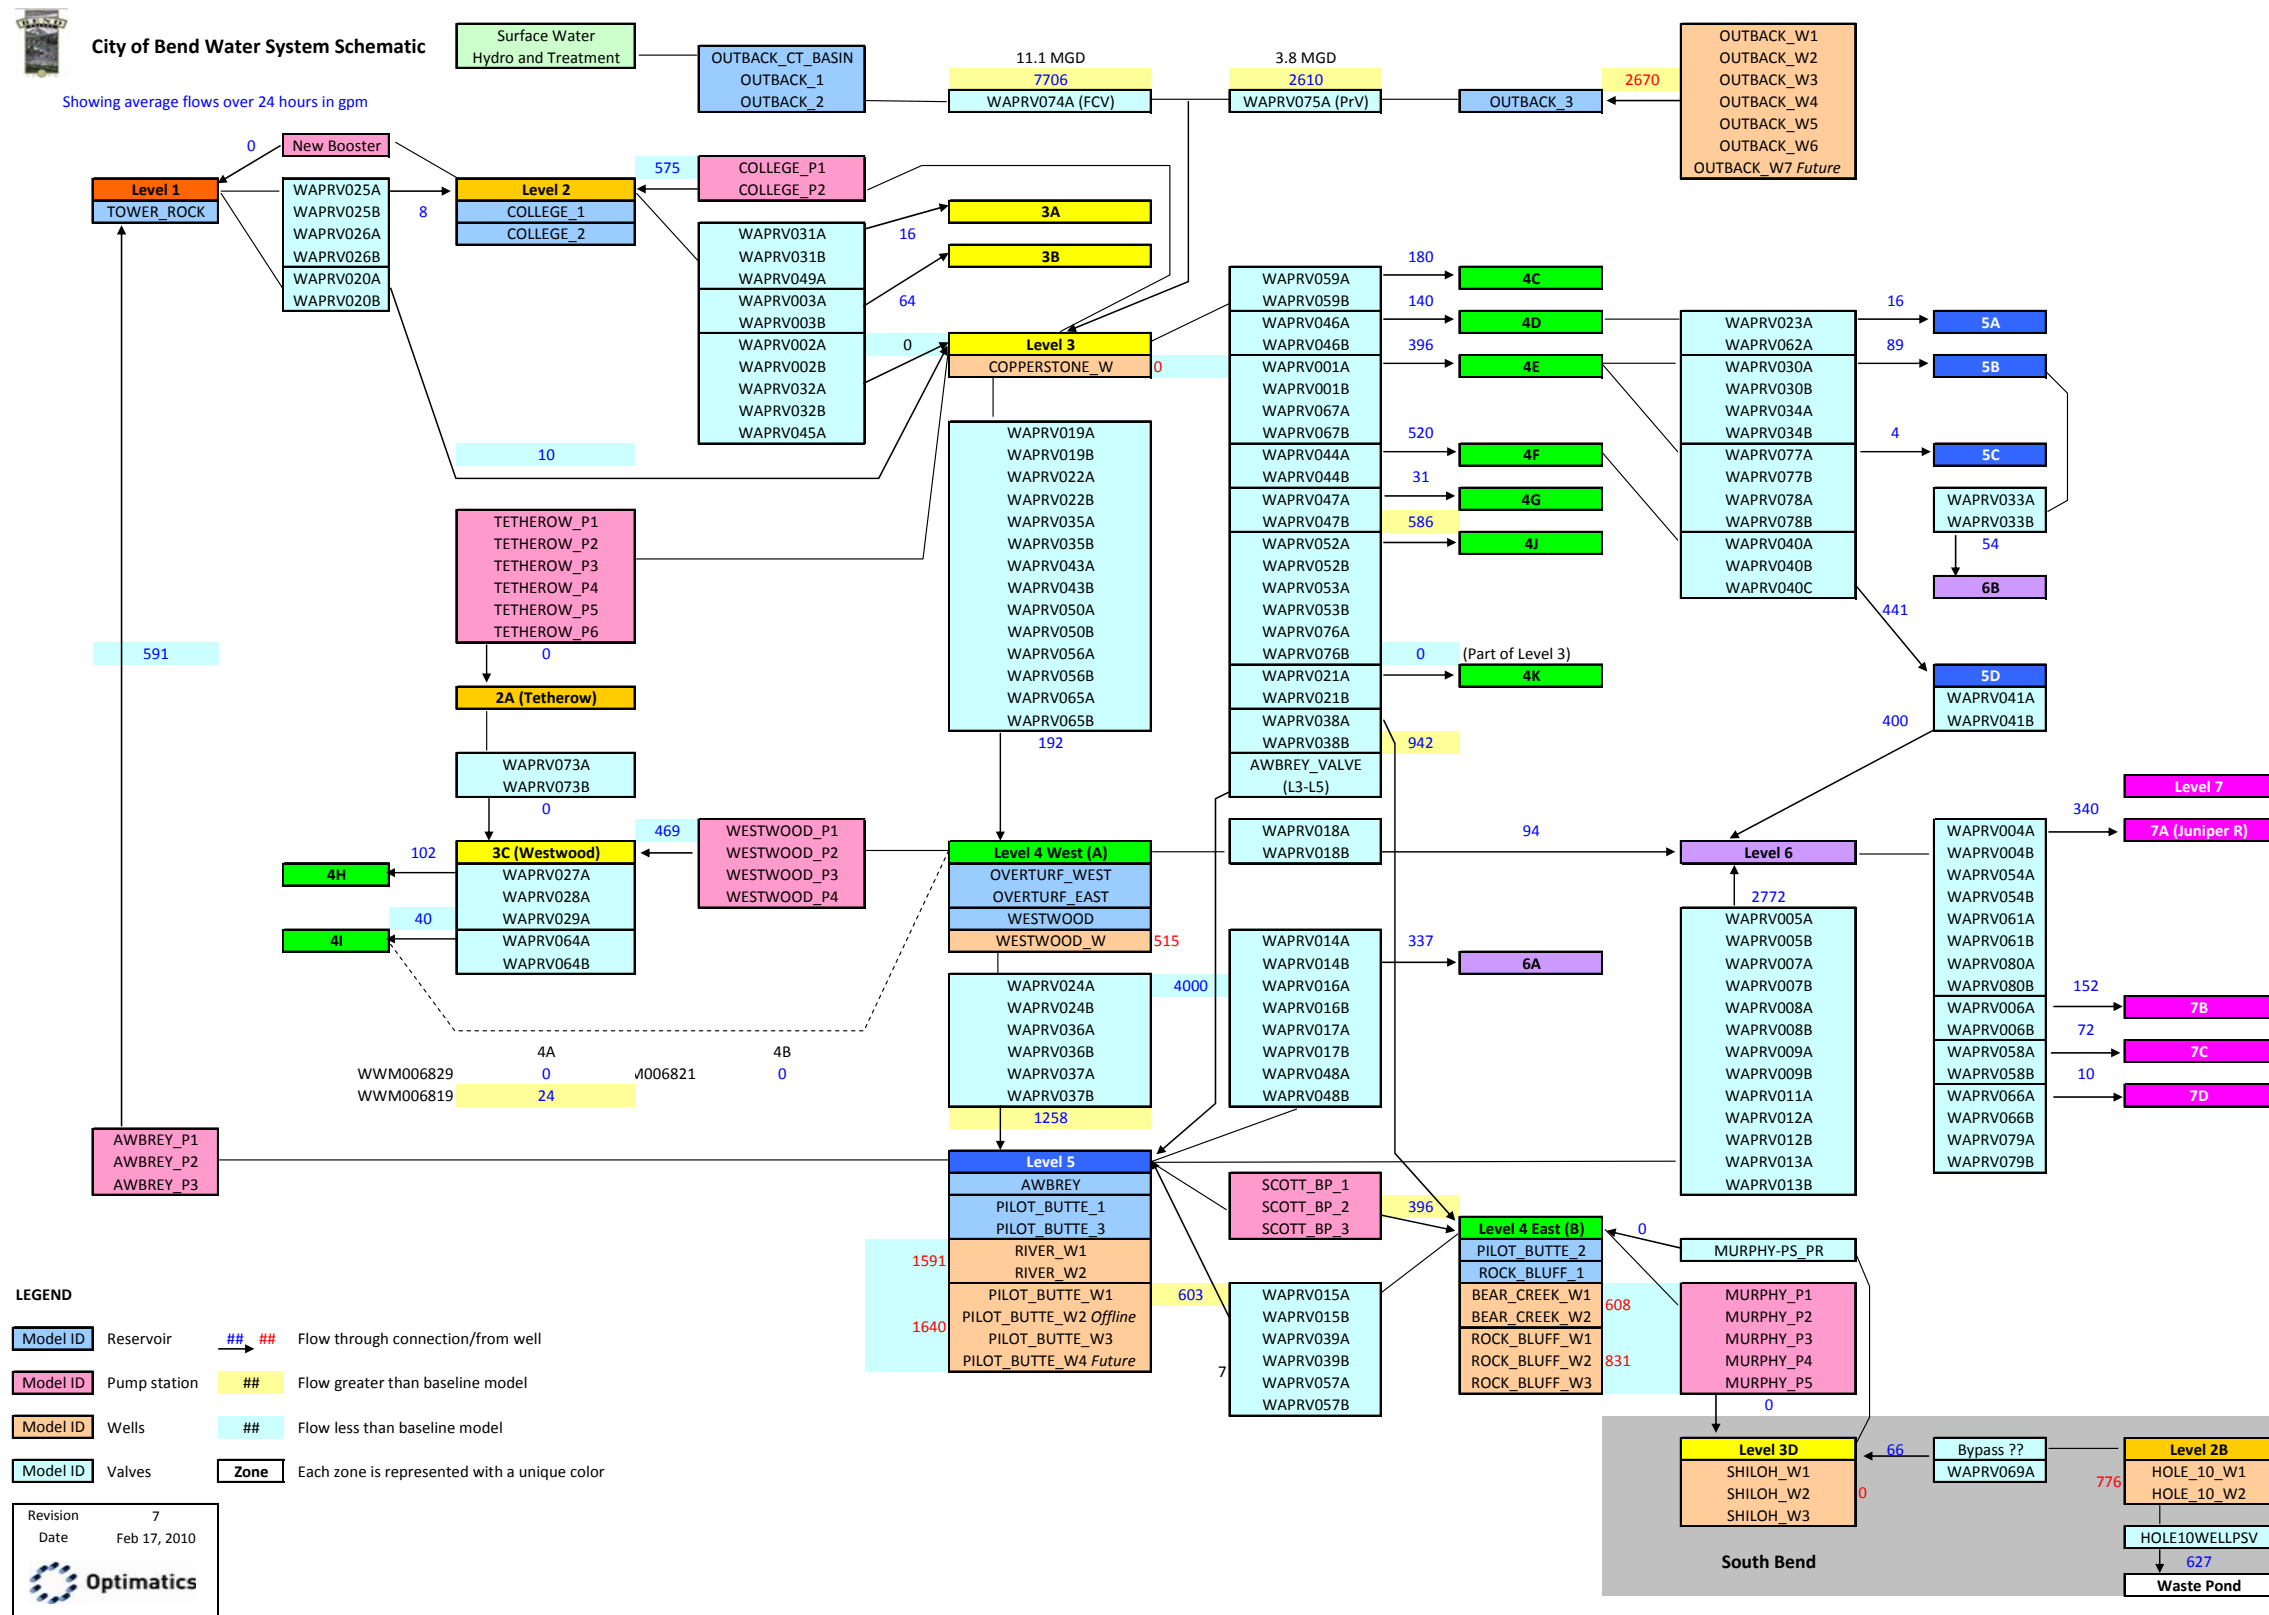 BEND
City of Bend Water System Schematic
Showing average flows over 24 hours in gpm
Surface Water
Hydro and Treatment
OUTBACK_CT_BASIN
OUTBACK_1
OUTBACK_2
11.1 MGD
7706
WAPRV074A (FCV)
3.8 MGD
2610
WAPRV075A (PrV)
OUTBACK_3
2670
OUTBACK_W1
OUTBACK_W2
OUTBACK_W3
OUTBACK_W4
OUTBACK_W5
OUTBACK_W6
OUTBACK_W7 Future
0
New Booster
Level 1
TOWER_ROCK
WAPRV025A
WAPRV025B
WAPRV026A
WAPRV026B
WAPRV020A
WAPRV020B
8
Level 2
COLLEGE_1
COLLEGE_2
575
COLLEGE_P1
COLLEGE_P2
WAPRV031A
WAPRV031B
WAPRV049A
WAPRV003A
WAPRV003B
WAPRV002A
WAPRV002B
WAPRV032A
WAPRV032B
WAPRV045A
16
3A
3B
64
0
Level 3
COPPERSTONE_W
0
10
WAPRV019A
WAPRV019B
WAPRV022A
WAPRV022B
WAPRV035A
WAPRV035B
WAPRV043A
WAPRV043B
WAPRV050A
WAPRV050B
WAPRV056A
WAPRV056B
WAPRV065A
WAPRV065B
192
WAPRV059A
WAPRV059B
WAPRV046A
WAPRV046B
WAPRV001A
WAPRV001B
WAPRV067A
WAPRV067B
WAPRV044A
WAPRV044B
WAPRV047A
WAPRV047B
WAPRV052A
WAPRV052B
WAPRV053A
WAPRV053B
WAPRV076A
WAPRV076B
WAPRV021A
WAPRV021B
WAPRV038A
WAPRV038B
AWBREY_VALVE
(L3-L5)
180
4C
140
4D
396
4E
520
4F
31
4G
586
4J
0
(Part of Level 3)
4K
942
WAPRV023A
WAPRV062A
WAPRV030A
WAPRV030B
WAPRV034A
WAPRV034B
WAPRV077A
WAPRV077B
WAPRV078A
WAPRV078B
WAPRV040A
WAPRV040B
WAPRV040C
16
5A
89
5B
4
5C
WAPRV033A
WAPRV033B
54
6B
441
5D
WAPRV041A
WAPRV041B
400
TETHEROW_P1
TETHEROW_P2
TETHEROW_P3
TETHEROW_P4
TETHEROW_P5
TETHEROW_P6
0
591
2A (Tetherow)
WAPRV073A
WAPRV073B
0
3C (Westwood)
WAPRV027A
WAPRV028A
WAPRV029A
WAPRV064A
WAPRV064B
102
4H
40
4I
469
WESTWOOD_P1
WESTWOOD_P2
WESTWOOD_P3
WESTWOOD_P4
Level 4 West (A)
OVERTURF_WEST
OVERTURF_EAST
WESTWOOD
WESTWOOD_W
515
WAPRV018A
WAPRV018B
94
Level 6
2772
WAPRV005A
WAPRV005B
WAPRV007A
WAPRV007B
WAPRV008A
WAPRV008B
WAPRV009A
WAPRV009B
WAPRV011A
WAPRV012A
WAPRV012B
WAPRV013A
WAPRV013B
WAPRV004A
WAPRV004B
WAPRV054A
WAPRV054B
WAPRV061A
WAPRV061B
WAPRV080A
WAPRV080B
WAPRV006A
WAPRV006B
WAPRV058A
WAPRV058B
WAPRV066A
WAPRV066B
WAPRV079A
WAPRV079B
Level 7
340
7A (Juniper R)
152
7B
72
7C
10
7D
WAPRV024A
WAPRV024B
WAPRV036A
WAPRV036B
WAPRV037A
WAPRV037B
1258
4000
WAPRV014A
WAPRV014B
WAPRV016A
WAPRV016B
WAPRV017A
WAPRV017B
WAPRV048A
WAPRV048B
337
6A
4A
4B
WWM006829
0
M006821
0
WWM006819
24
AWBREY_P1
AWBREY_P2
AWBREY_P3
Level 5
AWBREY
PILOT_BUTTE_1
PILOT_BUTTE_3
RIVER_W1
RIVER_W2
PILOT_BUTTE_W1
PILOT_BUTTE_W2 Offline
PILOT_BUTTE_W3
PILOT_BUTTE_W4 Future
1591
1640
SCOTT_BP_1
SCOTT_BP_2
SCOTT_BP_3
396
603
WAPRV015A
WAPRV015B
WAPRV039A
WAPRV039B
WAPRV057A
WAPRV057B
7
Level 4 East (B)
PILOT_BUTTE_2
ROCK_BLUFF_1
BEAR_CREEK_W1
BEAR_CREEK_W2
ROCK_BLUFF_W1
ROCK_BLUFF_W2
ROCK_BLUFF_W3
608
831
0
MURPHY-PS_PR
MURPHY_P1
MURPHY_P2
MURPHY_P3
MURPHY_P4
MURPHY_P5
0
Level 3D
SHILOH_W1
SHILOH_W2
SHILOH_W3
0
66
Bypass ??
WAPRV069A
Level 2B
HOLE_10_W1
HOLE_10_W2
776
HOLE10WELLPSV
627
Waste Pond
South Bend
LEGEND
Model ID Reservoir ## ## Flow through connection/from well
Model ID Pump station ## Flow greater than baseline model
Model ID Wells ## Flow less than baseline model
Model ID Valves Zone Each zone is represented with a unique color
Revision 7
Date Feb 17, 2010
Optimatics